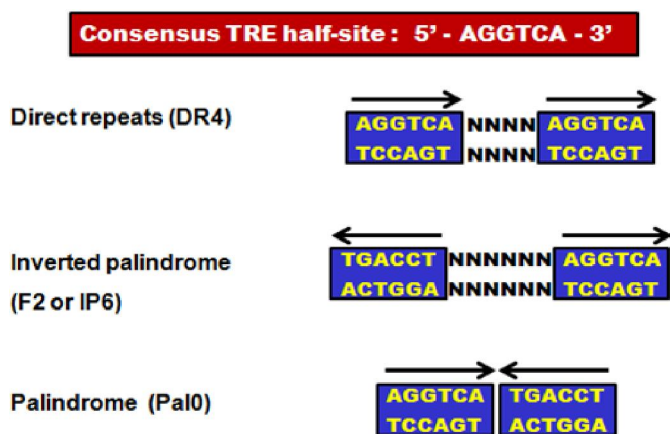 Consensus TRE half-site : 5' - AGGTCA - 3'
Direct repeats (DR4)
AGGTCA NNNN AGGTCA
TCCAGT NNNN TCCAGT
Inverted palindrome
(F2 or IP6)
TGACCT NNNNNN AGGTCA
ACTGGA NNNNNN TCCAGT
Palindrome (Pal0)
AGGTCA TGACCT
TCCAGT ACTGGA